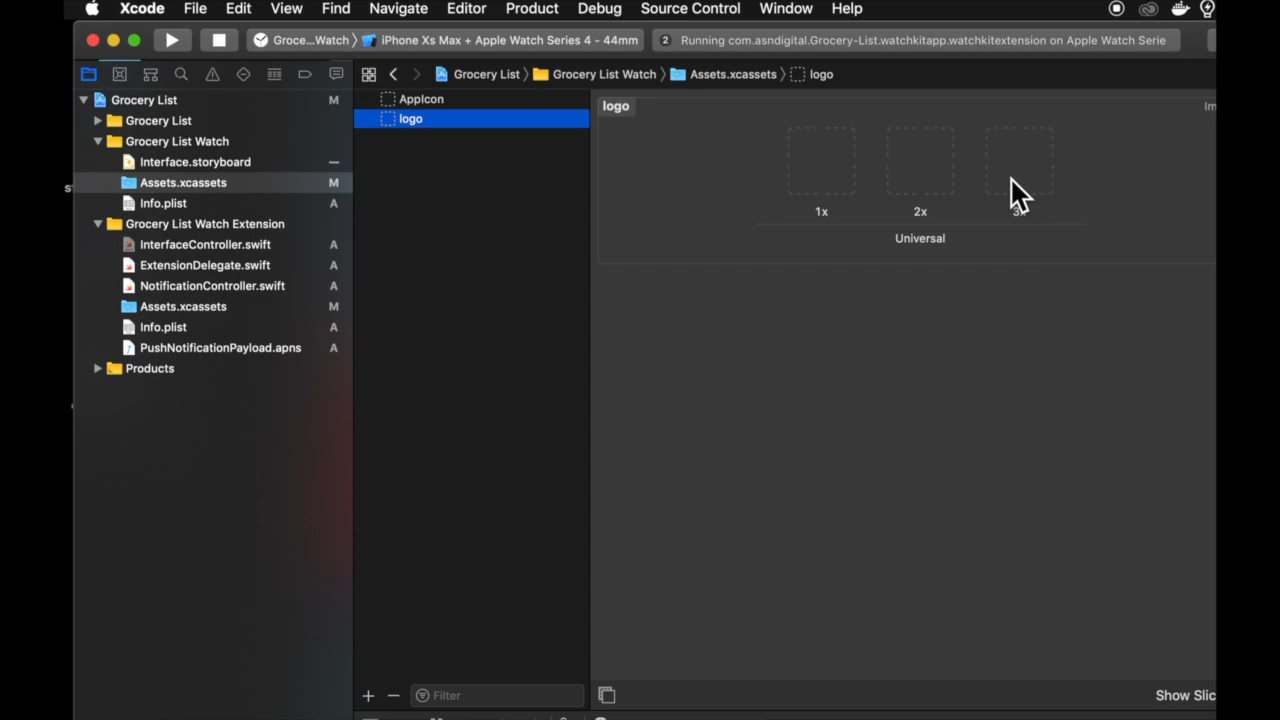 Xcode File Edit View Find Navigate Editor Product Debug Source Control Window Help
Groce...Watch iPhone Xs Max + Apple Watch Series 4 - 44mm 2 Running com.asndigital.Grocery-List.watchkitapp.watchkitextension on Apple Watch Serie
Grocery List Grocery List Watch Assets.xcassets logo
Grocery List M
Grocery List
Grocery List Watch
Interface.storyboard —
Assets.xcassets M
Info.plist A
Grocery List Watch Extension
InterfaceController.swift A
ExtensionDelegate.swift A
NotificationController.swift A
Assets.xcassets M
Info.plist A
PushNotificationPayload.apns A
Products
AppIcon
logo
logo Im
1x 2x 3x
Universal
Filter
Show Slic